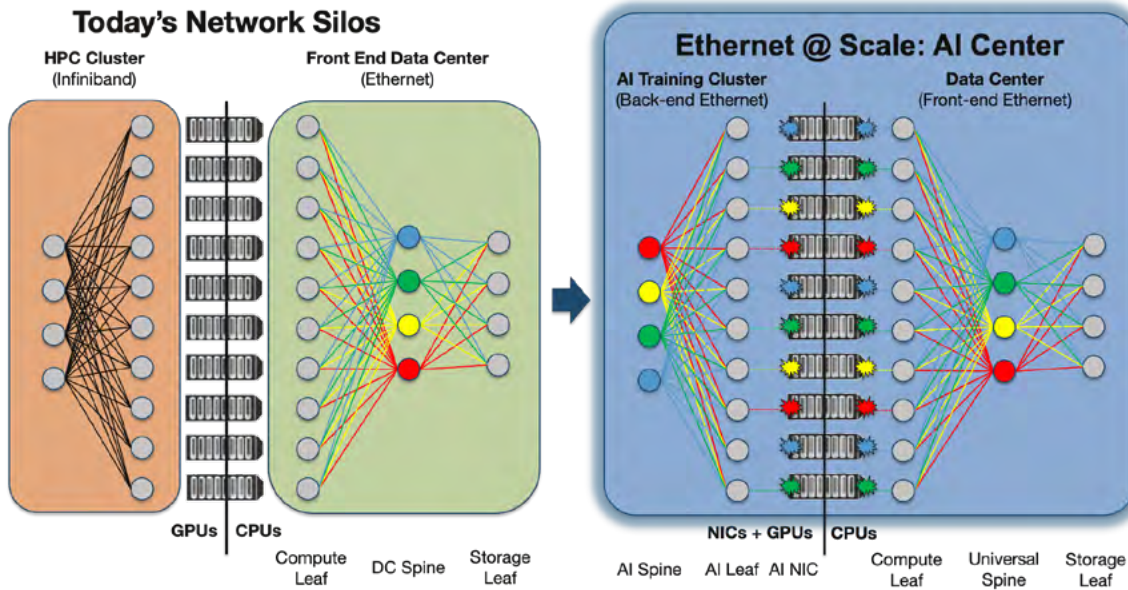 Today's Network Silos
HPC Cluster
(Infiniband)
Front End Data Center
(Ethernet)
GPUs
CPUs
Compute
Leaf
DC Spine
Storage
Leaf
Ethernet @ Scale: AI Center
AI Training Cluster
(Back-end Ethernet)
Data Center
(Front-end Ethernet)
NICs + GPUs
CPUs
AI Spine
AI Leaf
AI NIC
Compute
Leaf
Universal
Spine
Storage
Leaf